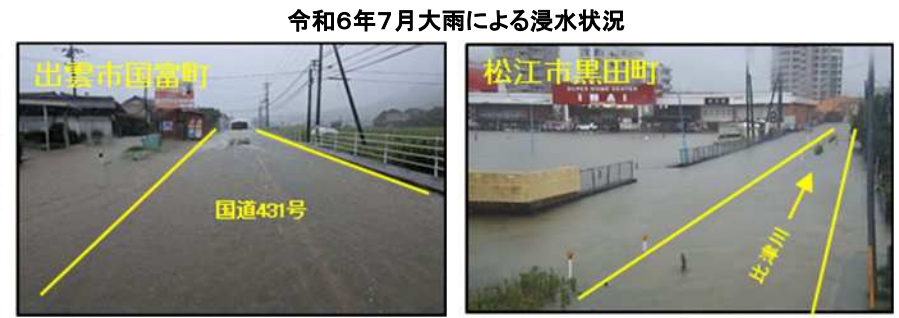 令和６年７月大雨による浸水状況
出雲市国富町
国道431号
松江市黒田町
SUPER HOME CENTER
INAI
比津川